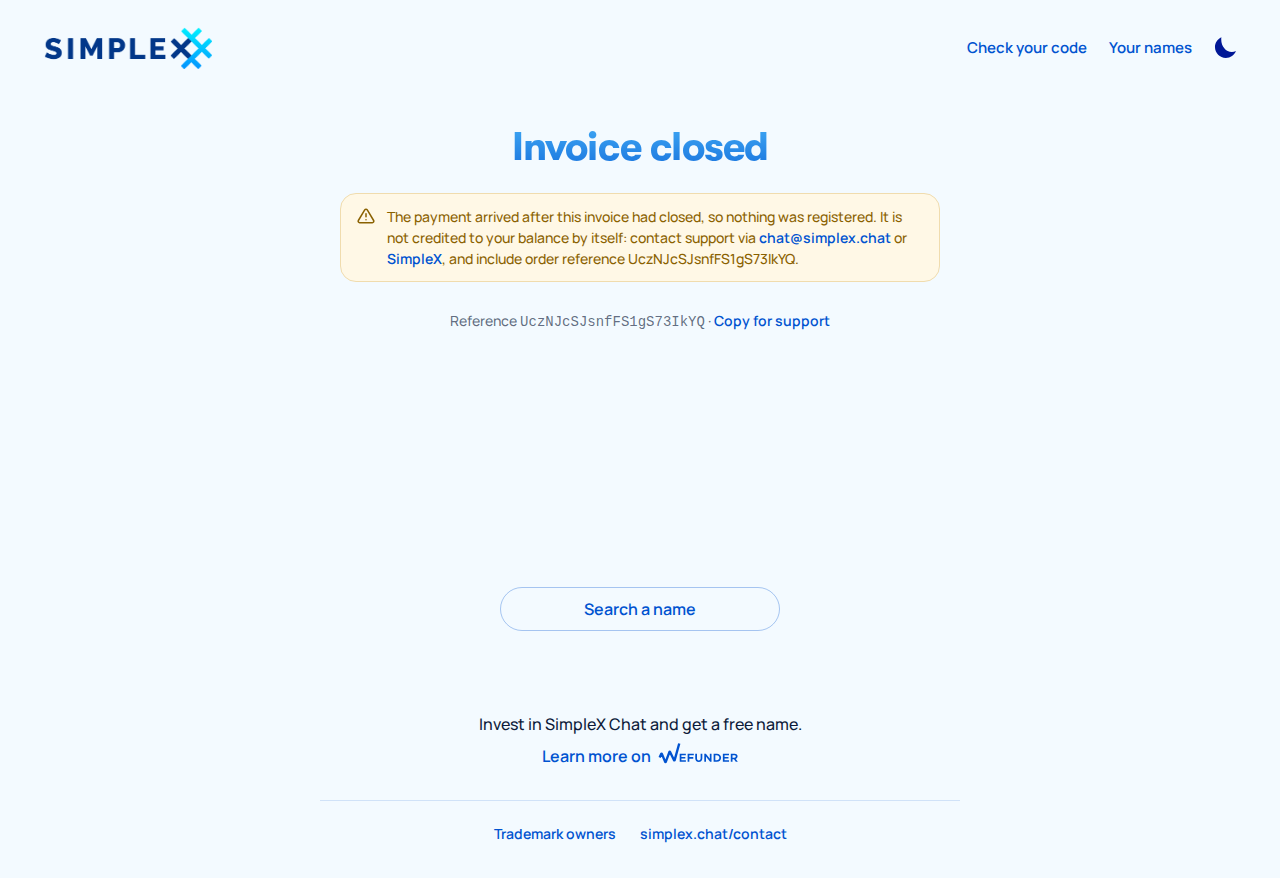 SIMPLEX
Check your code
Your names
Invoice closed
The payment arrived after this invoice had closed, so nothing was registered. It is
not credited to your balance by itself: contact support via chat@simplex.chat or
SimpleX, and include order reference UczNJcSJsnfFS1gS73IkYQ.
Reference UczNJcSJsnfFS1gS73IkYQ · Copy for support
Search a name
Invest in SimpleX Chat and get a free name.
Learn more on WEFUNDER
Trademark owners
simplex.chat/contact